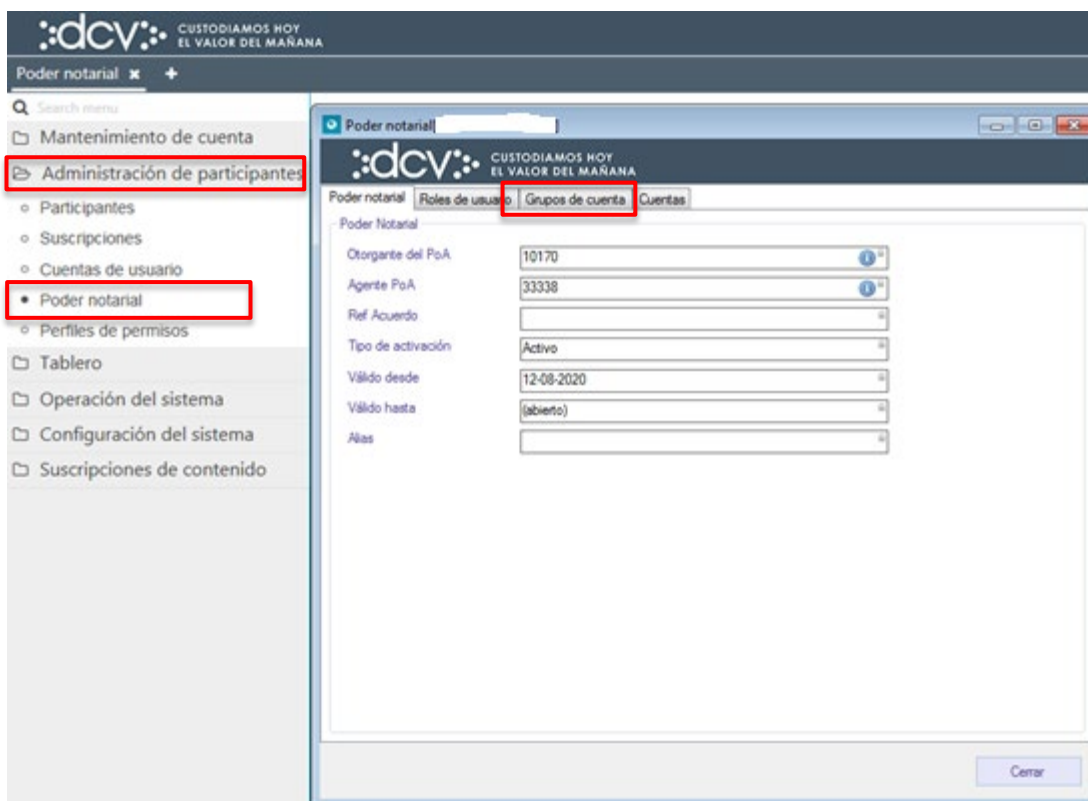 :dcv: CUSTODIAMOS HOY
EL VALOR DEL MAÑANA
Poder notarial × +
Search menu
Mantenimiento de cuenta
Administración de participantes
Participantes
Suscripciones
Cuentas de usuario
Poder notarial
Perfiles de permisos
Tablero
Operación del sistema
Configuración del sistema
Suscripciones de contenido
Poder notarial[ ]
:dcv: CUSTODIAMOS HOY
EL VALOR DEL MAÑANA
Poder notarial Roles de usuario Grupos de cuenta Cuentas
Poder Notarial
Otorgante del PoA 10170
Agente PoA 33338
Ref Acuerdo
Tipo de activación Activo
Válido desde 12-08-2020
Válido hasta (abierto)
Alias
Cerrar